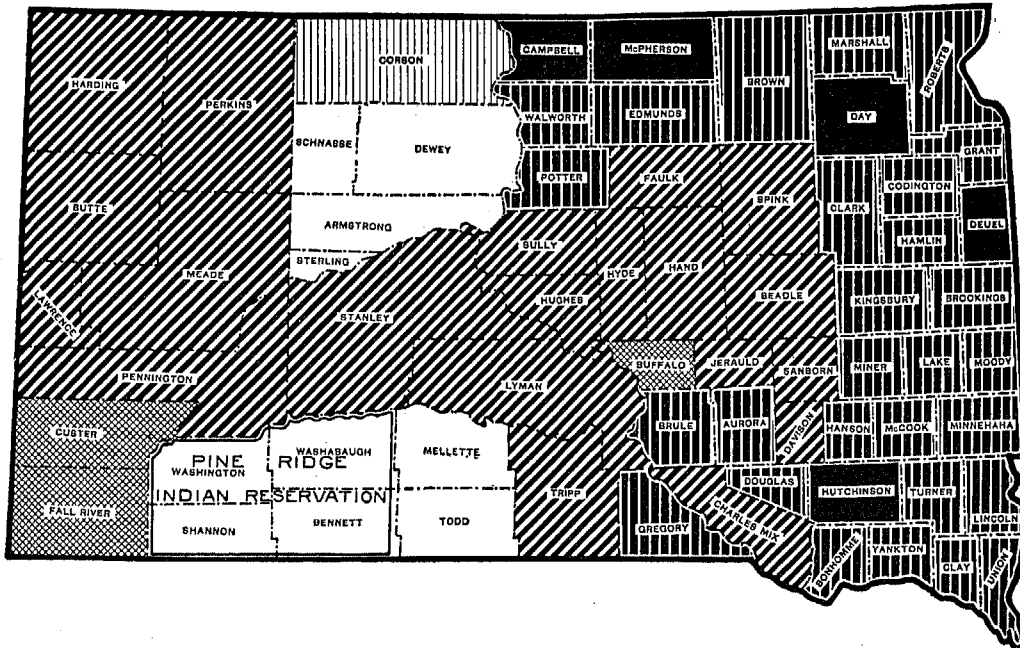 HARDING
PERKINS
CORSON
CAMPBELL
McPHERSON
BROWN
MARSHALL
ROBERTS
WALWORTH
EDMUNDS
DAY
SCHNASSE
DEWEY
GRANT
POTTER
FAULK
SPINK
CLARK
CODINGTON
BUTTE
ARMSTRONG
DEUEL
HAMLIN
STERLING
SULLY
HYDE
HAND
MEADE
BEADLE
KINGSBURY
BROOKINGS
LAWRENCE
STANLEY
HUGHES
PENNINGTON
LYMAN
BUFFALO
JERAULD
SANBORN
MINER
LAKE
MOODY
CUSTER
BRULE
AURORA
DAVISON
HANSON
McCOOK
MINNEHAHA
PINE RIDGE
WASHABAUGH
MELLETTE
WASHINGTON
INDIAN RESERVATION
FALL RIVER
SHANNON
BENNETT
TODD
TRIPP
GREGORY
DOUGLAS
CHARLES MIX
HUTCHINSON
TURNER
LINCOLN
BONHOMME
YANKTON
CLAY
UNION